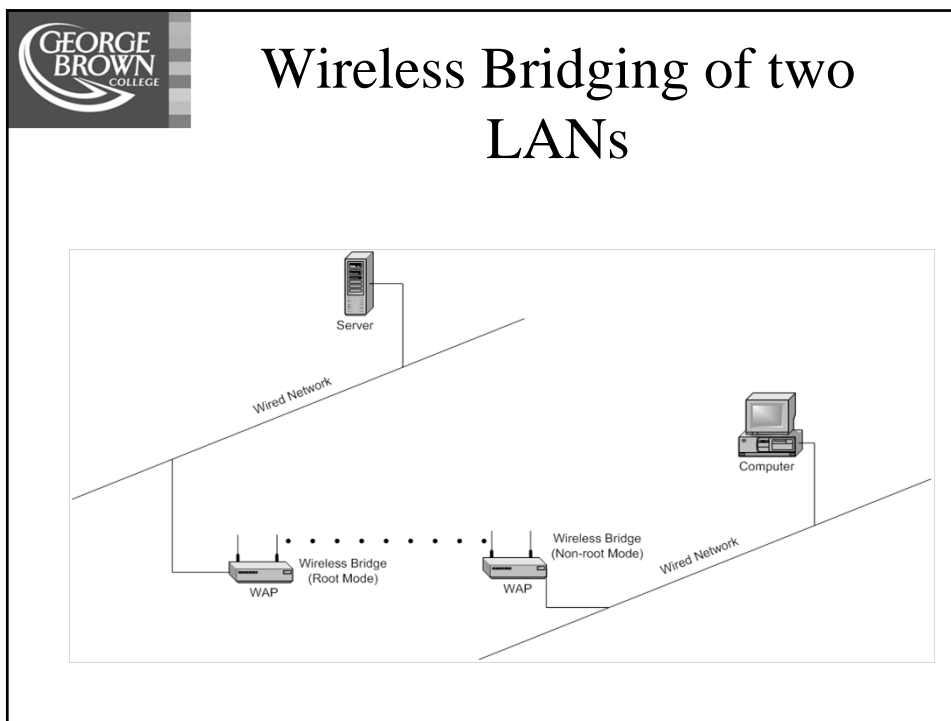 GEORGE
BROWN
COLLEGE
Wireless Bridging of two
LANs
Server
Wired Network
Computer
Wireless Bridge
(Root Mode)
WAP
Wireless Bridge
(Non-root Mode)
WAP
Wired Network